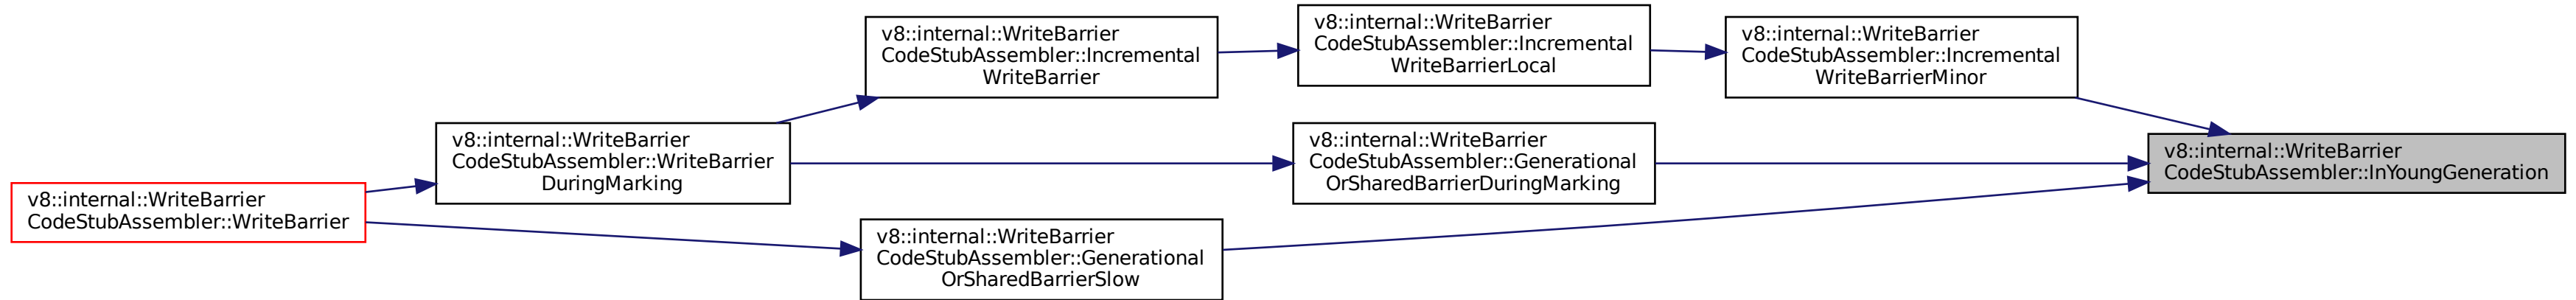 v8::internal::WriteBarrier
CodeStubAssembler::WriteBarrier
v8::internal::WriteBarrier
CodeStubAssembler::WriteBarrier
DuringMarking
v8::internal::WriteBarrier
CodeStubAssembler::Incremental
WriteBarrier
v8::internal::WriteBarrier
CodeStubAssembler::Generational
OrSharedBarrierSlow
v8::internal::WriteBarrier
CodeStubAssembler::Incremental
WriteBarrierLocal
v8::internal::WriteBarrier
CodeStubAssembler::Generational
OrSharedBarrierDuringMarking
v8::internal::WriteBarrier
CodeStubAssembler::Incremental
WriteBarrierMinor
v8::internal::WriteBarrier
CodeStubAssembler::InYoungGeneration